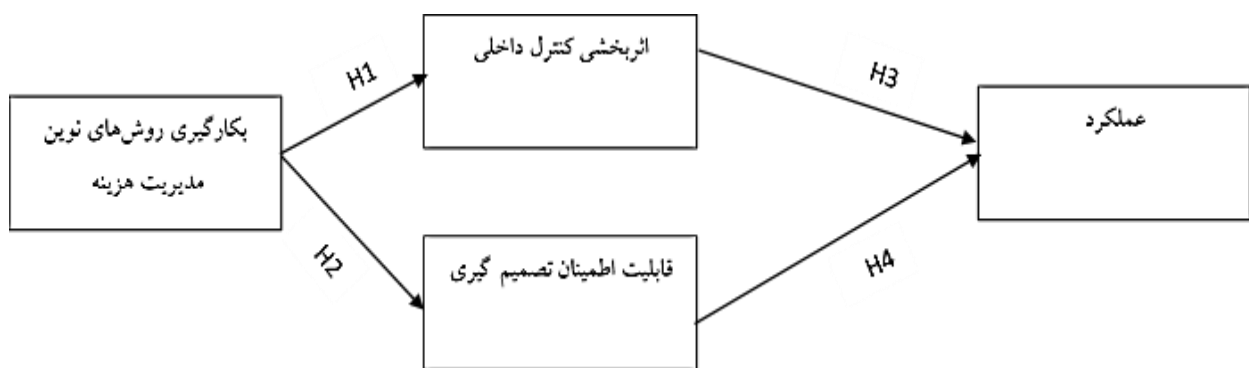 اثربخشی کنترل داخلی
H1
H3
بکارگیری روش‌های نوین
مدیریت هزینه
عملکرد
H2
قابلیت اطمینان تصمیم گیری
H4